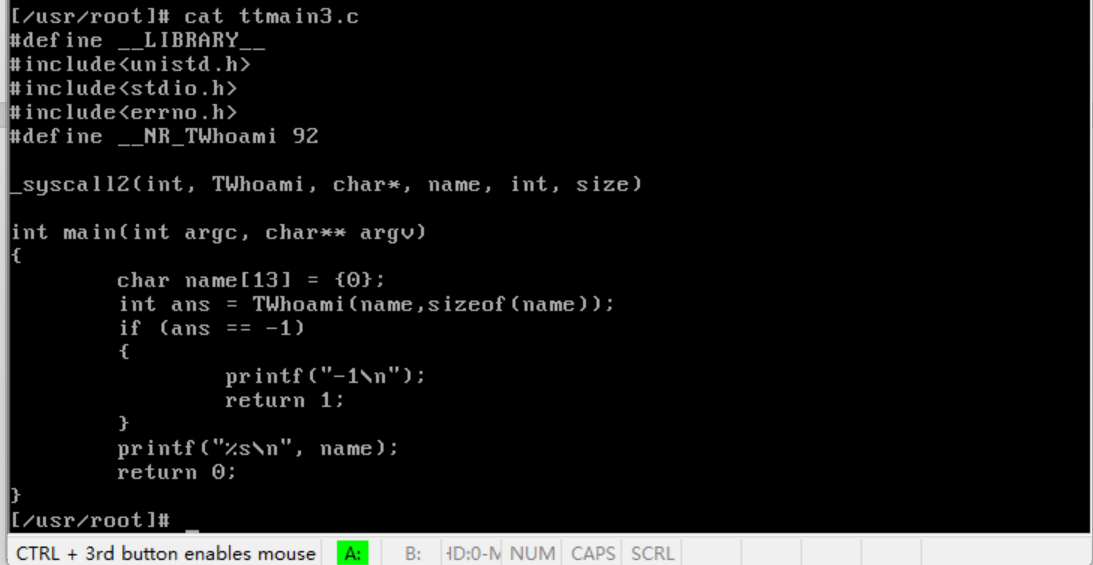 [/usr/root]# cat ttmain3.c
#define __LIBRARY__
#include<unistd.h>
#include<stdio.h>
#include<errno.h>
#define __NR_TWhoami 92
_syscall2(int, TWhoami, char*, name, int, size)
int main(int argc, char** argv)
{
        char name[13] = {0};
        int ans = TWhoami(name,sizeof(name));
        if (ans == -1)
        {
                printf("-1\n");
                return 1;
        }
        printf("%s\n", name);
        return 0;
}
[/usr/root]# _
CTRL + 3rd button enables mouse A: B: HD:0-M NUM CAPS SCRL